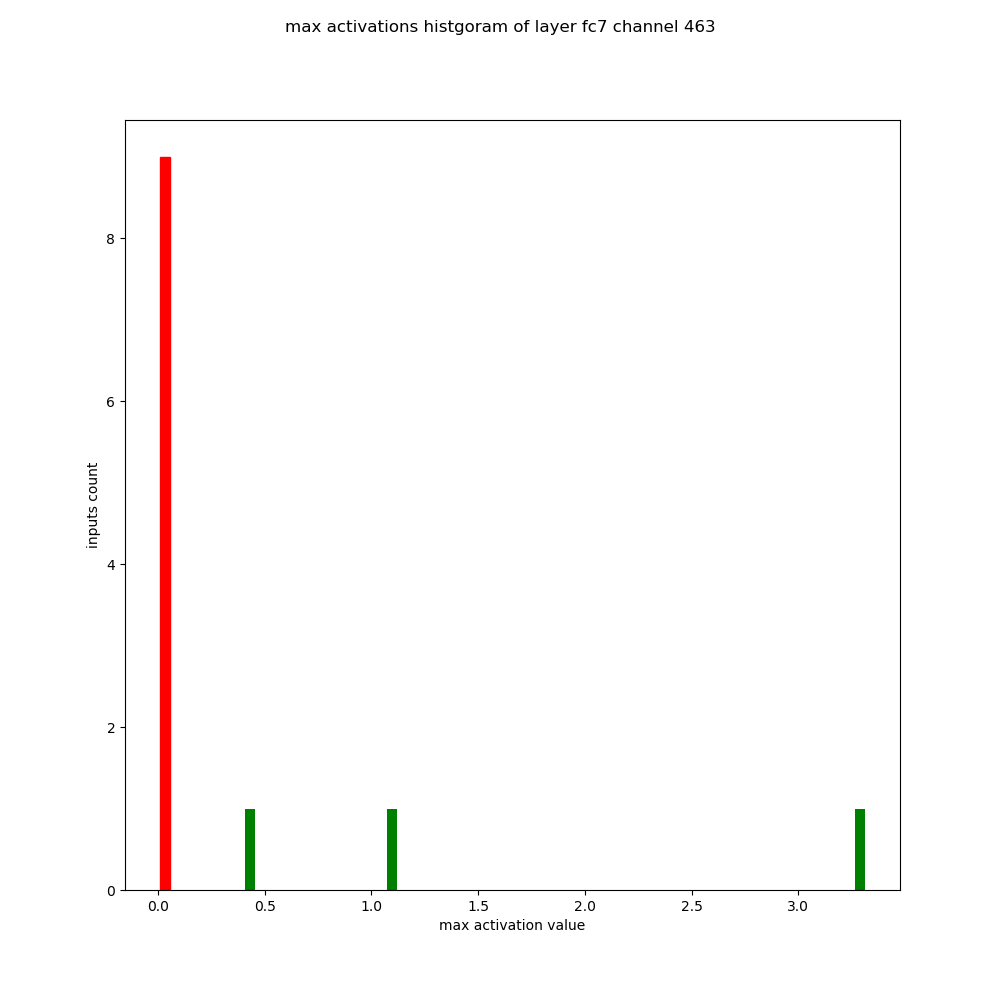 max activations histgoram of layer fc7 channel 463
inputs count
8
6
4
2
0
0.0 0.5 1.0 1.5 2.0 2.5 3.0
max activation value